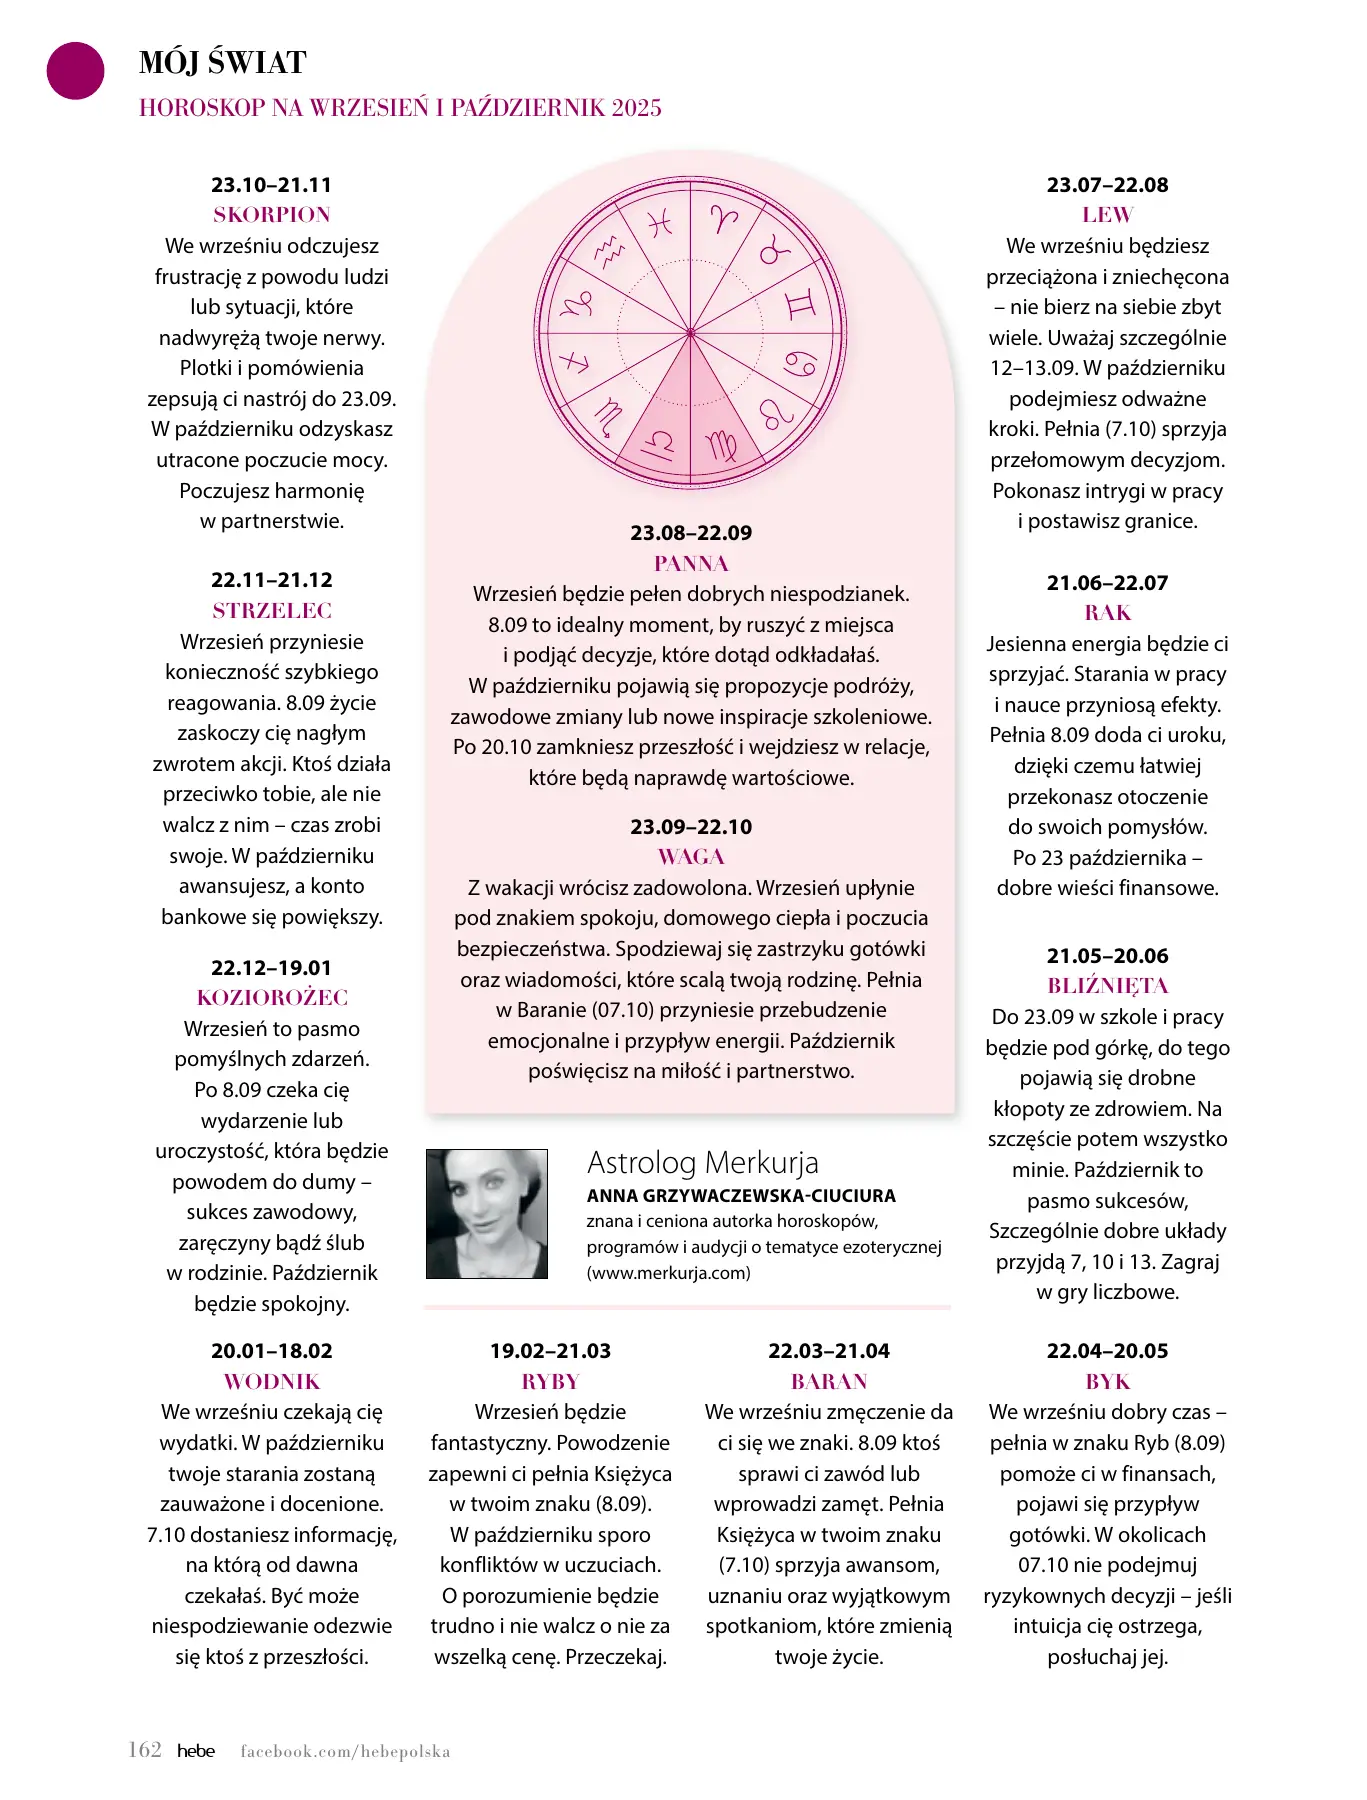 MÓJ ŚWIAT
HOROSKOP NA WRZESIEŃ I PAŹDZIERNIK 2025
23.10–21.11
SKORPION
We wrześniu odczujesz
frustrację z powodu ludzi
lub sytuacji, które
nadwyrężą twoje nerwy.
Plotki i pomówienia
zepsują ci nastrój do 23.09.
W październiku odzyskasz
utracone poczucie mocy.
Poczujesz harmonię
w partnerstwie.
22.11–21.12
STRZELEC
Wrzesień przyniesie
konieczność szybkiego
reagowania. 8.09 życie
zaskoczy cię nagłym
zwrotem akcji. Ktoś działa
przeciwko tobie, ale nie
walcz z nim – czas zrobi
swoje. W październiku
awansujesz, a konto
bankowe się powiększy.
22.12–19.01
KOZIOROŻEC
Wrzesień to pasmo
pomyślnych zdarzeń.
Po 8.09 czeka cię
wydarzenie lub
uroczystość, która będzie
powodem do dumy –
sukces zawodowy,
zaręczyny bądź ślub
w rodzinie. Październik
będzie spokojny.
23.08–22.09
PANNA
Wrzesień będzie pełen dobrych niespodzianek.
8.09 to idealny moment, by ruszyć z miejsca
i podjąć decyzje, które dotąd odkładałaś.
W październiku pojawią się propozycje podróży,
zawodowe zmiany lub nowe inspiracje szkoleniowe.
Po 20.10 zamkniesz przeszłość i wejdziesz w relacje,
które będą naprawdę wartościowe.
23.09–22.10
WAGA
Z wakacji wrócisz zadowolona. Wrzesień upłynie
pod znakiem spokoju, domowego ciepła i poczucia
bezpieczeństwa. Spodziewaj się zastrzyku gotówki
oraz wiadomości, które scalą twoją rodzinę. Pełnia
w Baranie (07.10) przyniesie przebudzenie
emocjonalne i przypływ energii. Październik
poświęcisz na miłość i partnerstwo.
Astrolog Merkurja
ANNA GRZYWACZEWSKA-CIUCIURA
znana i ceniona autorka horoskopów,
programów i audycji o tematyce ezoterycznej
(www.merkurja.com)
23.07–22.08
LEW
We wrześniu będziesz
przeciążona i zniechęcona
– nie bierz na siebie zbyt
wiele. Uważaj szczególnie
12–13.09. W październiku
podejmiesz odważne
kroki. Pełnia (7.10) sprzyja
przełomowym decyzjom.
Pokonasz intrygi w pracy
i postawisz granice.
21.06–22.07
RAK
Jesienna energia będzie ci
sprzyjać. Starania w pracy
i nauce przyniosą efekty.
Pełnia 8.09 doda ci uroku,
dzięki czemu łatwiej
przekonasz otoczenie
do swoich pomysłów.
Po 23 października –
dobre wieści finansowe.
21.05–20.06
BLIŹNIĘTA
Do 23.09 w szkole i pracy
będzie pod górkę, do tego
pojawią się drobne
kłopoty ze zdrowiem. Na
szczęście potem wszystko
minie. Październik to
pasmo sukcesów,
Szczególnie dobre układy
przyjdą 7, 10 i 13. Zagraj
w gry liczbowe.
20.01–18.02
WODNIK
We wrześniu czekają cię
wydatki. W październiku
twoje starania zostaną
zauważone i docenione.
7.10 dostaniesz informację,
na którą od dawna
czekałaś. Być może
niespodziewanie odezwie
się ktoś z przeszłości.
19.02–21.03
RYBY
Wrzesień będzie
fantastyczny. Powodzenie
zapewni ci pełnia Księżyca
w twoim znaku (8.09).
W październiku sporo
konfliktów w uczuciach.
O porozumienie będzie
trudno i nie walcz o nie za
wszelką cenę. Przeczekaj.
22.03–21.04
BARAN
We wrześniu zmęczenie da
ci się we znaki. 8.09 ktoś
sprawi ci zawód lub
wprowadzi zamęt. Pełnia
Księżyca w twoim znaku
(7.10) sprzyja awansom,
uznaniu oraz wyjątkowym
spotkaniom, które zmienią
twoje życie.
22.04–20.05
BYK
We wrześniu dobry czas –
pełnia w znaku Ryb (8.09)
pomoże ci w finansach,
pojawi się przypływ
gotówki. W okolicach
07.10 nie podejmuj
ryzykownych decyzji – jeśli
intuicja cię ostrzega,
posłuchaj jej.
162 hebe facebook.com/hebepolska